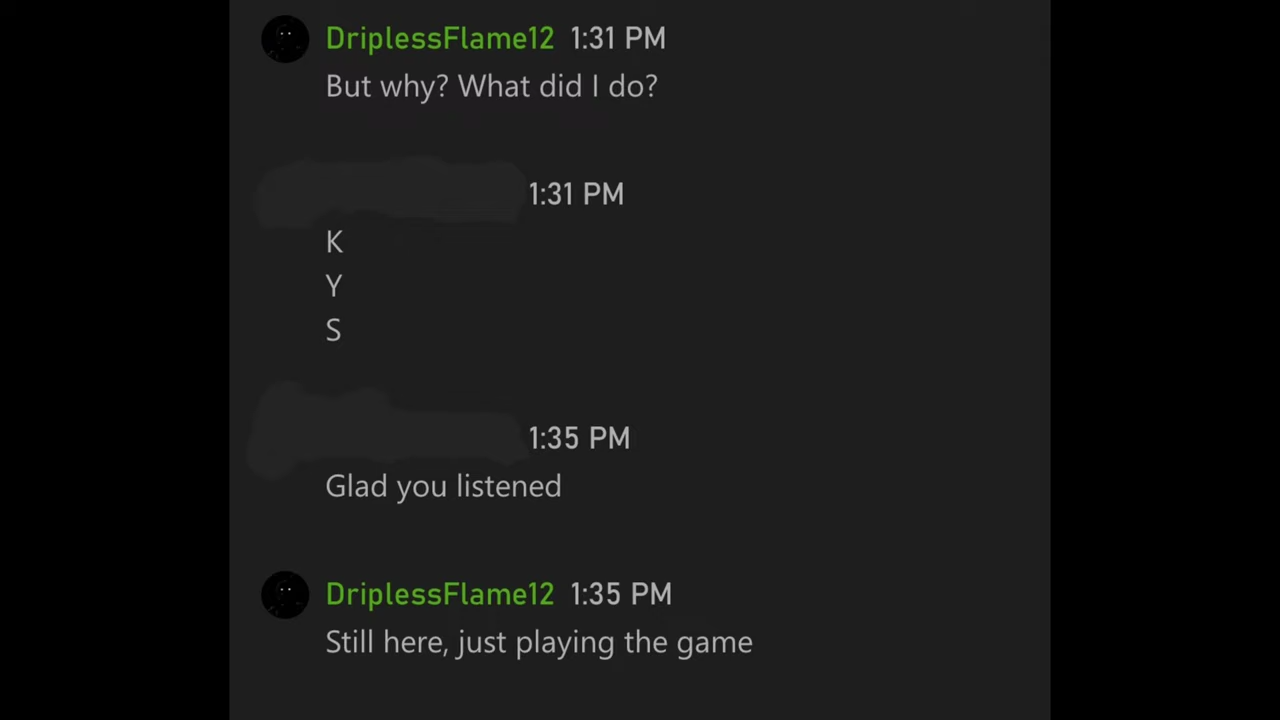 DriplessFlame12 1:31 PM
But why? What did I do?
1:31 PM
K
Y
S
1:35 PM
Glad you listened
DriplessFlame12 1:35 PM
Still here, just playing the game